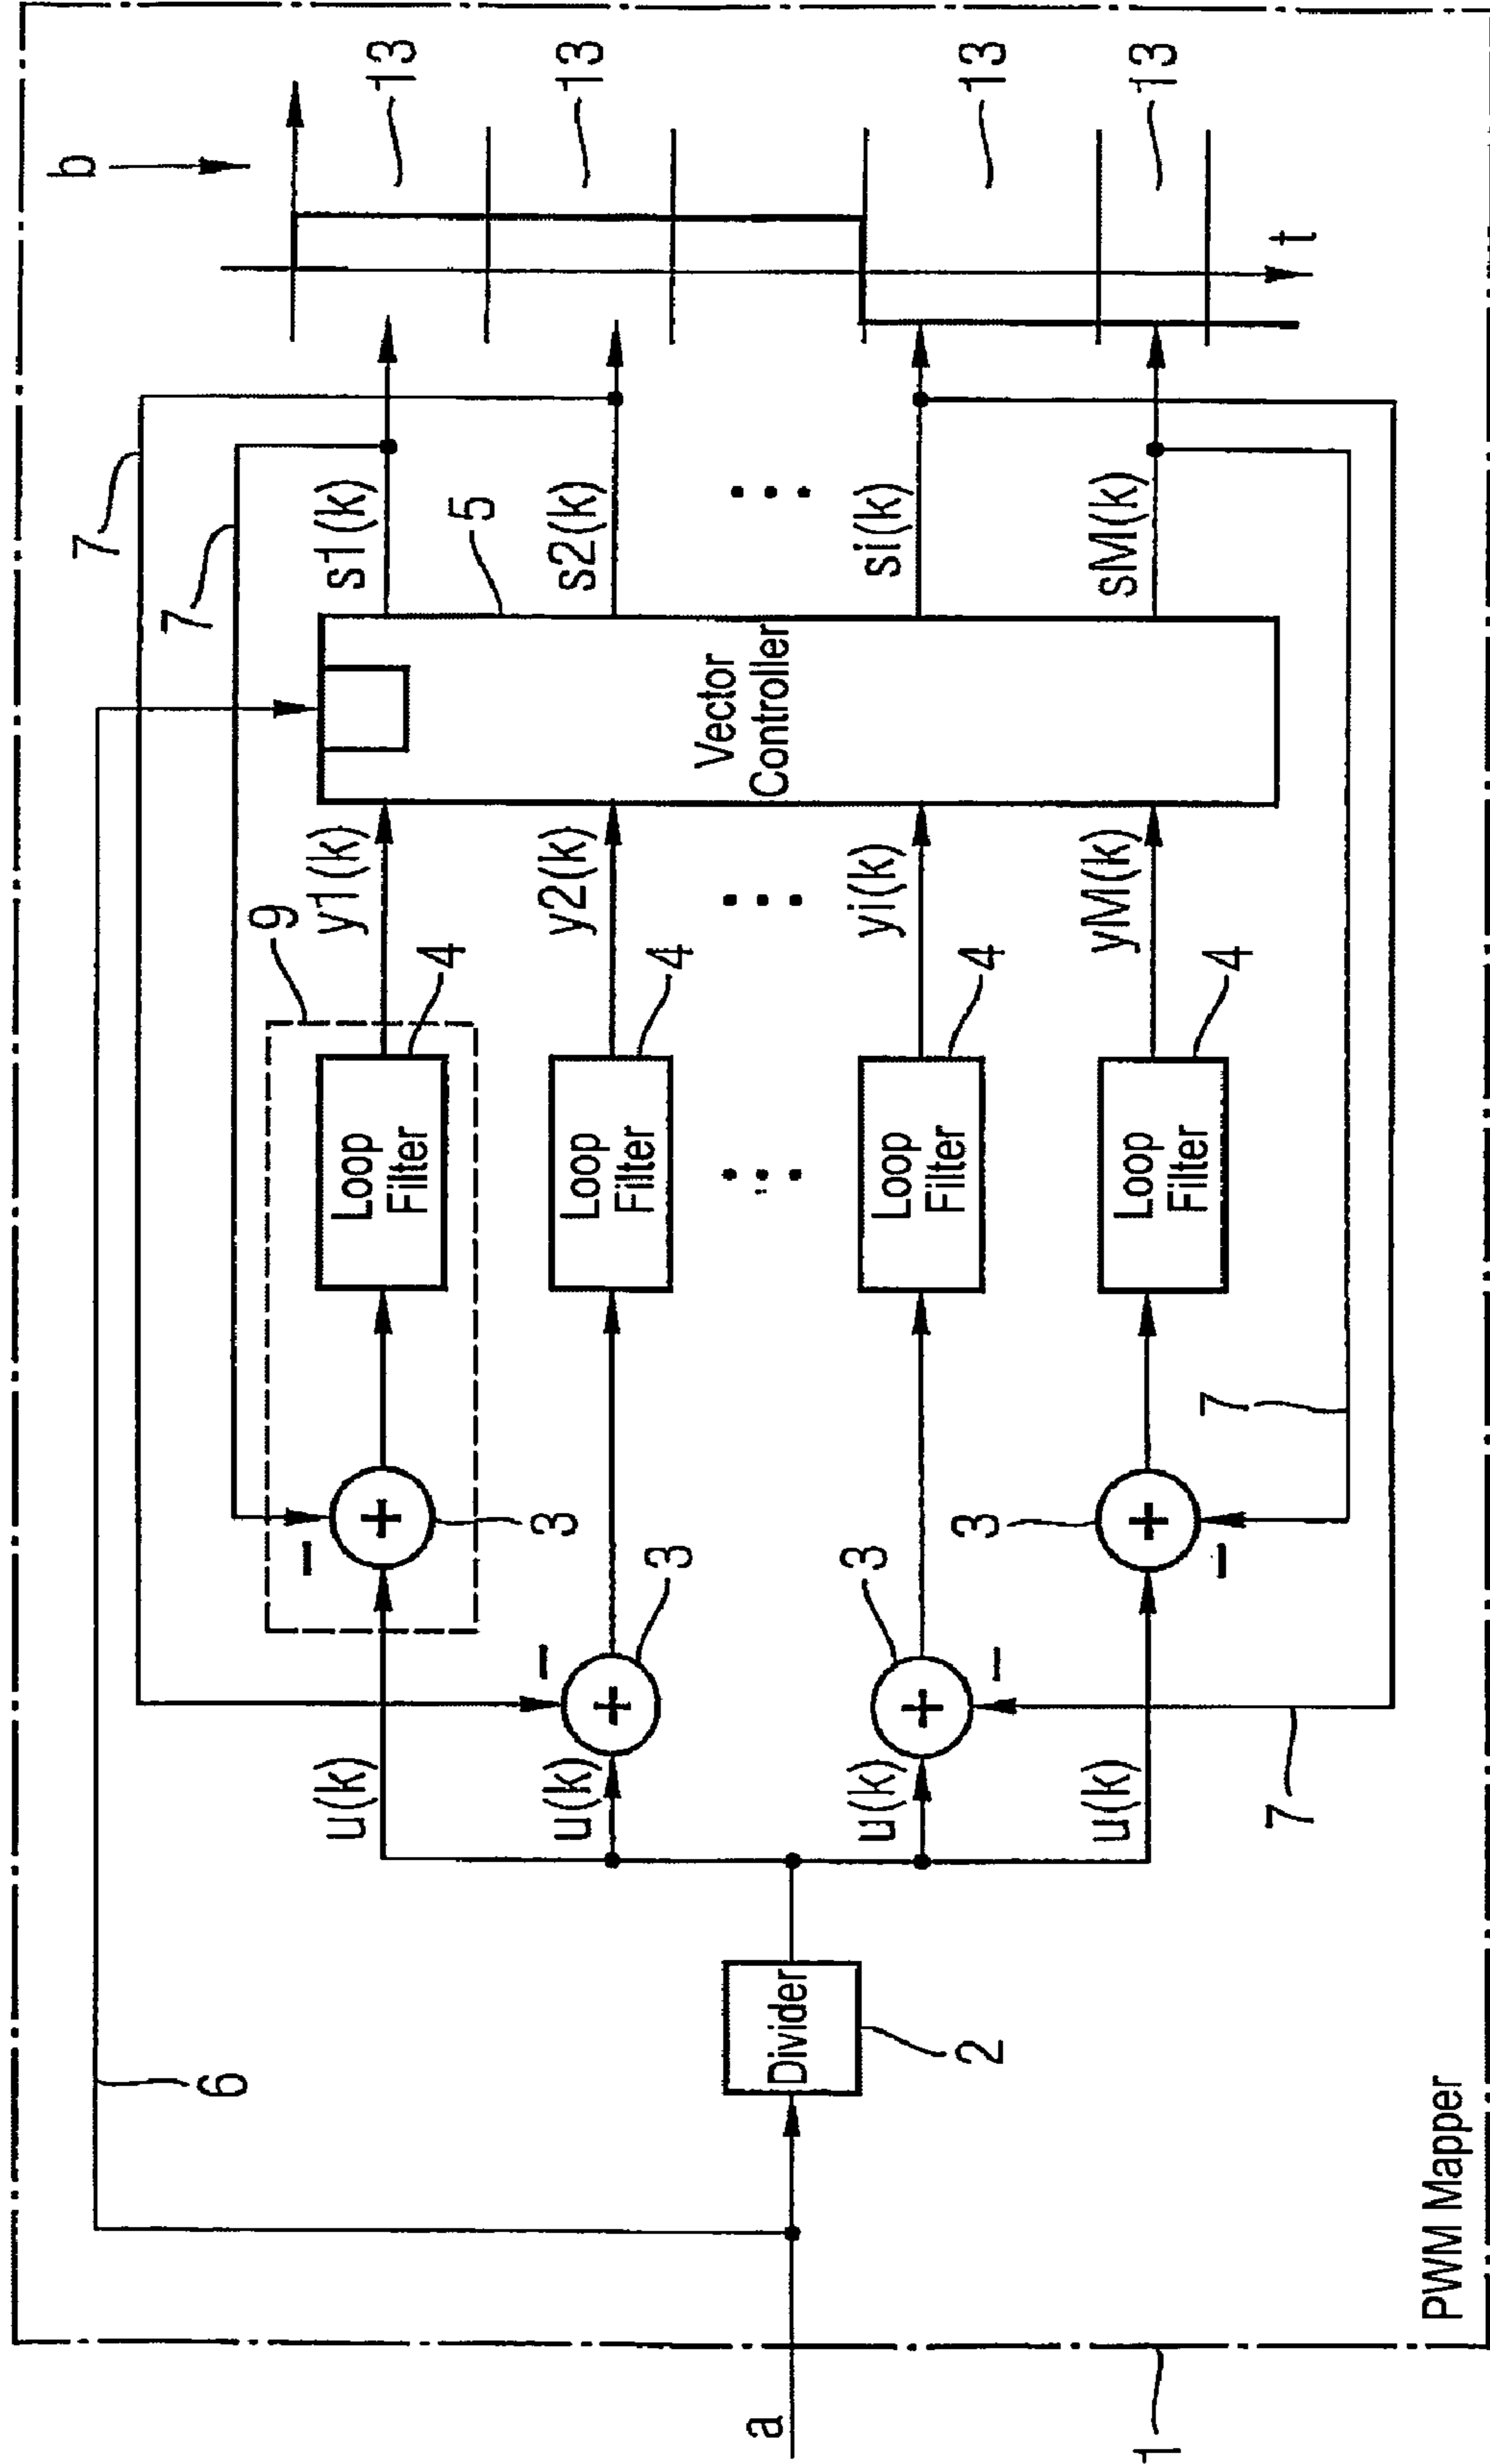 b
13
13
13
13
t
7
7
s1(k)
s2(k)
si(k)
sM(k)
5
Vector
Controller
y1(k)
y2(k)
yi(k)
yM(k)
9
4
4
4
4
Loop
Filter
Loop
Filter
Loop
Filter
Loop
Filter
7
3
3
3
3
+
+
+
+
−
−
−
−
7
u(k)
u(k)
u(k)
u(k)
6
Divider
2
PWM Mapper
a
1